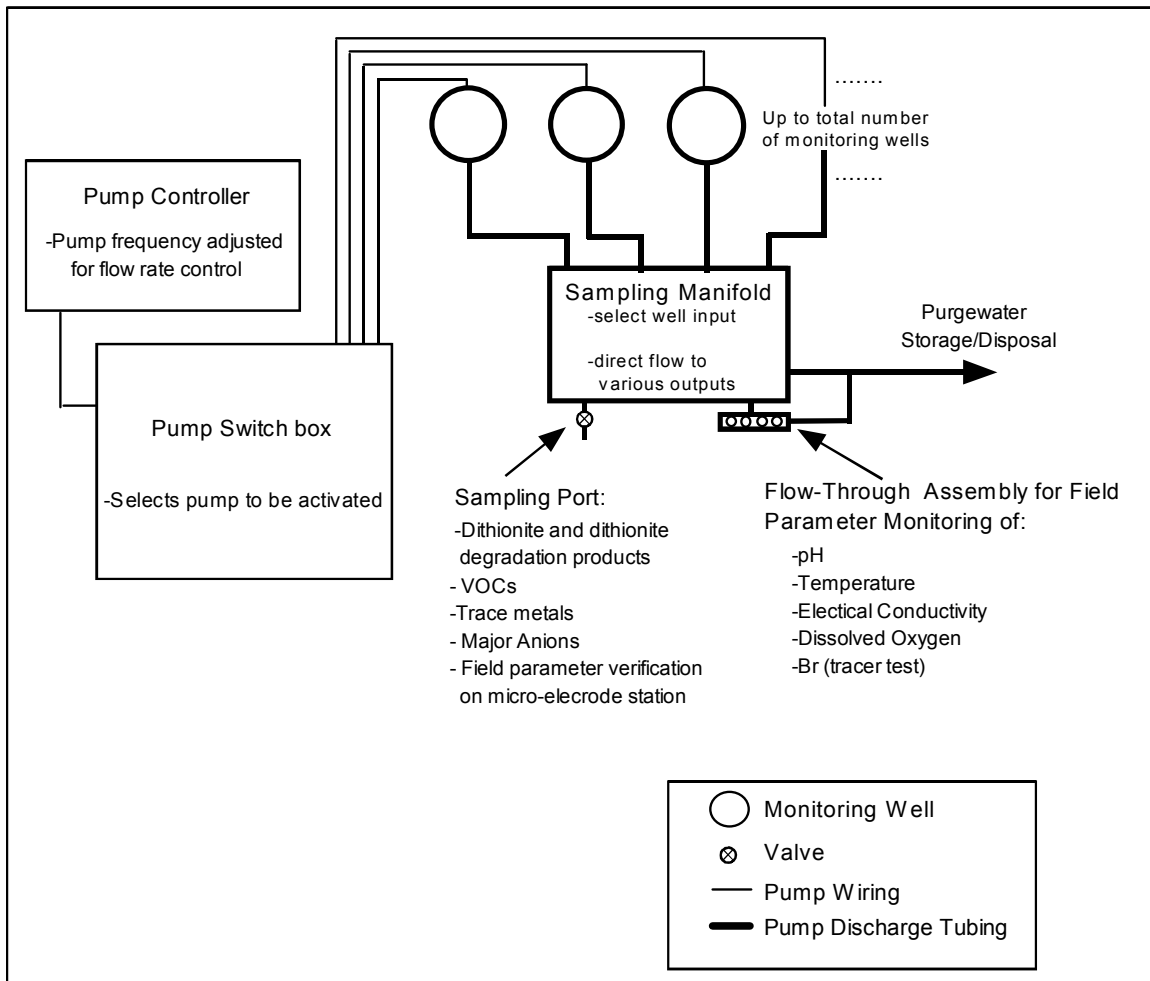 .......
Up to total number
of monitoring wells
.......
Pump Controller
-Pump frequency adjusted
for flow rate control
Sampling Manifold
-select well input
-direct flow to
various outputs
Purgewater
Storage/Disposal
Pump Switch box
-Selects pump to be activated
Sampling Port:
-Dithionite and dithionite
degradation products
- VOCs
-Trace metals
- Major Anions
- Field parameter verification
on micro-elecrode station
Flow-Through Assembly for Field
Parameter Monitoring of:
-pH
-Temperature
-Electical Conductivity
-Dissolved Oxygen
-Br (tracer test)
Monitoring Well
Valve
Pump Wiring
Pump Discharge Tubing